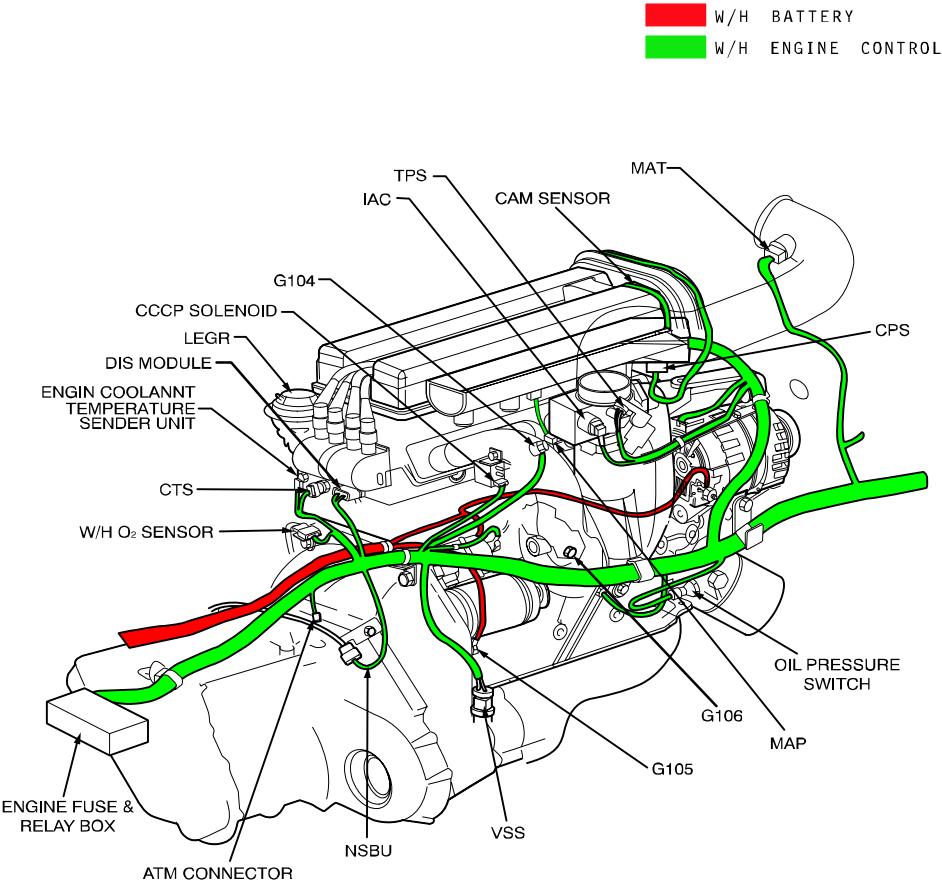 W/H BATTERY
W/H ENGINE CONTROL
TPS
MAT
IAC
CAM SENSOR
G104
CCCP SOLENOID
LEGR
CPS
DIS MODULE
ENGIN COOLANNT
TEMPERATURE
SENDER UNIT
CTS
W/H O₂ SENSOR
OIL PRESSURE
SWITCH
G106
MAP
G105
ENGINE FUSE &
RELAY BOX
VSS
NSBU
ATM CONNECTOR